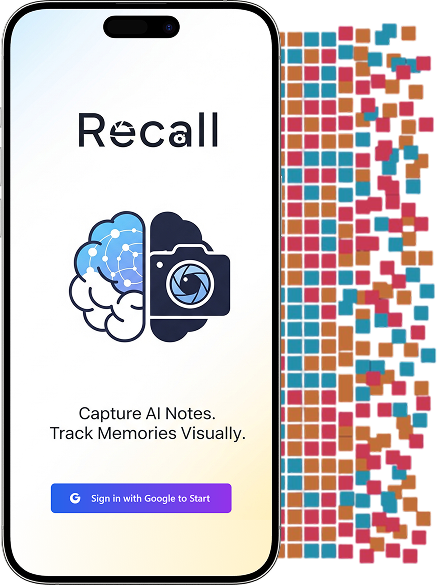 Recall
Capture AI Notes.
Track Memories Visually.
G Sign in with Google to Start